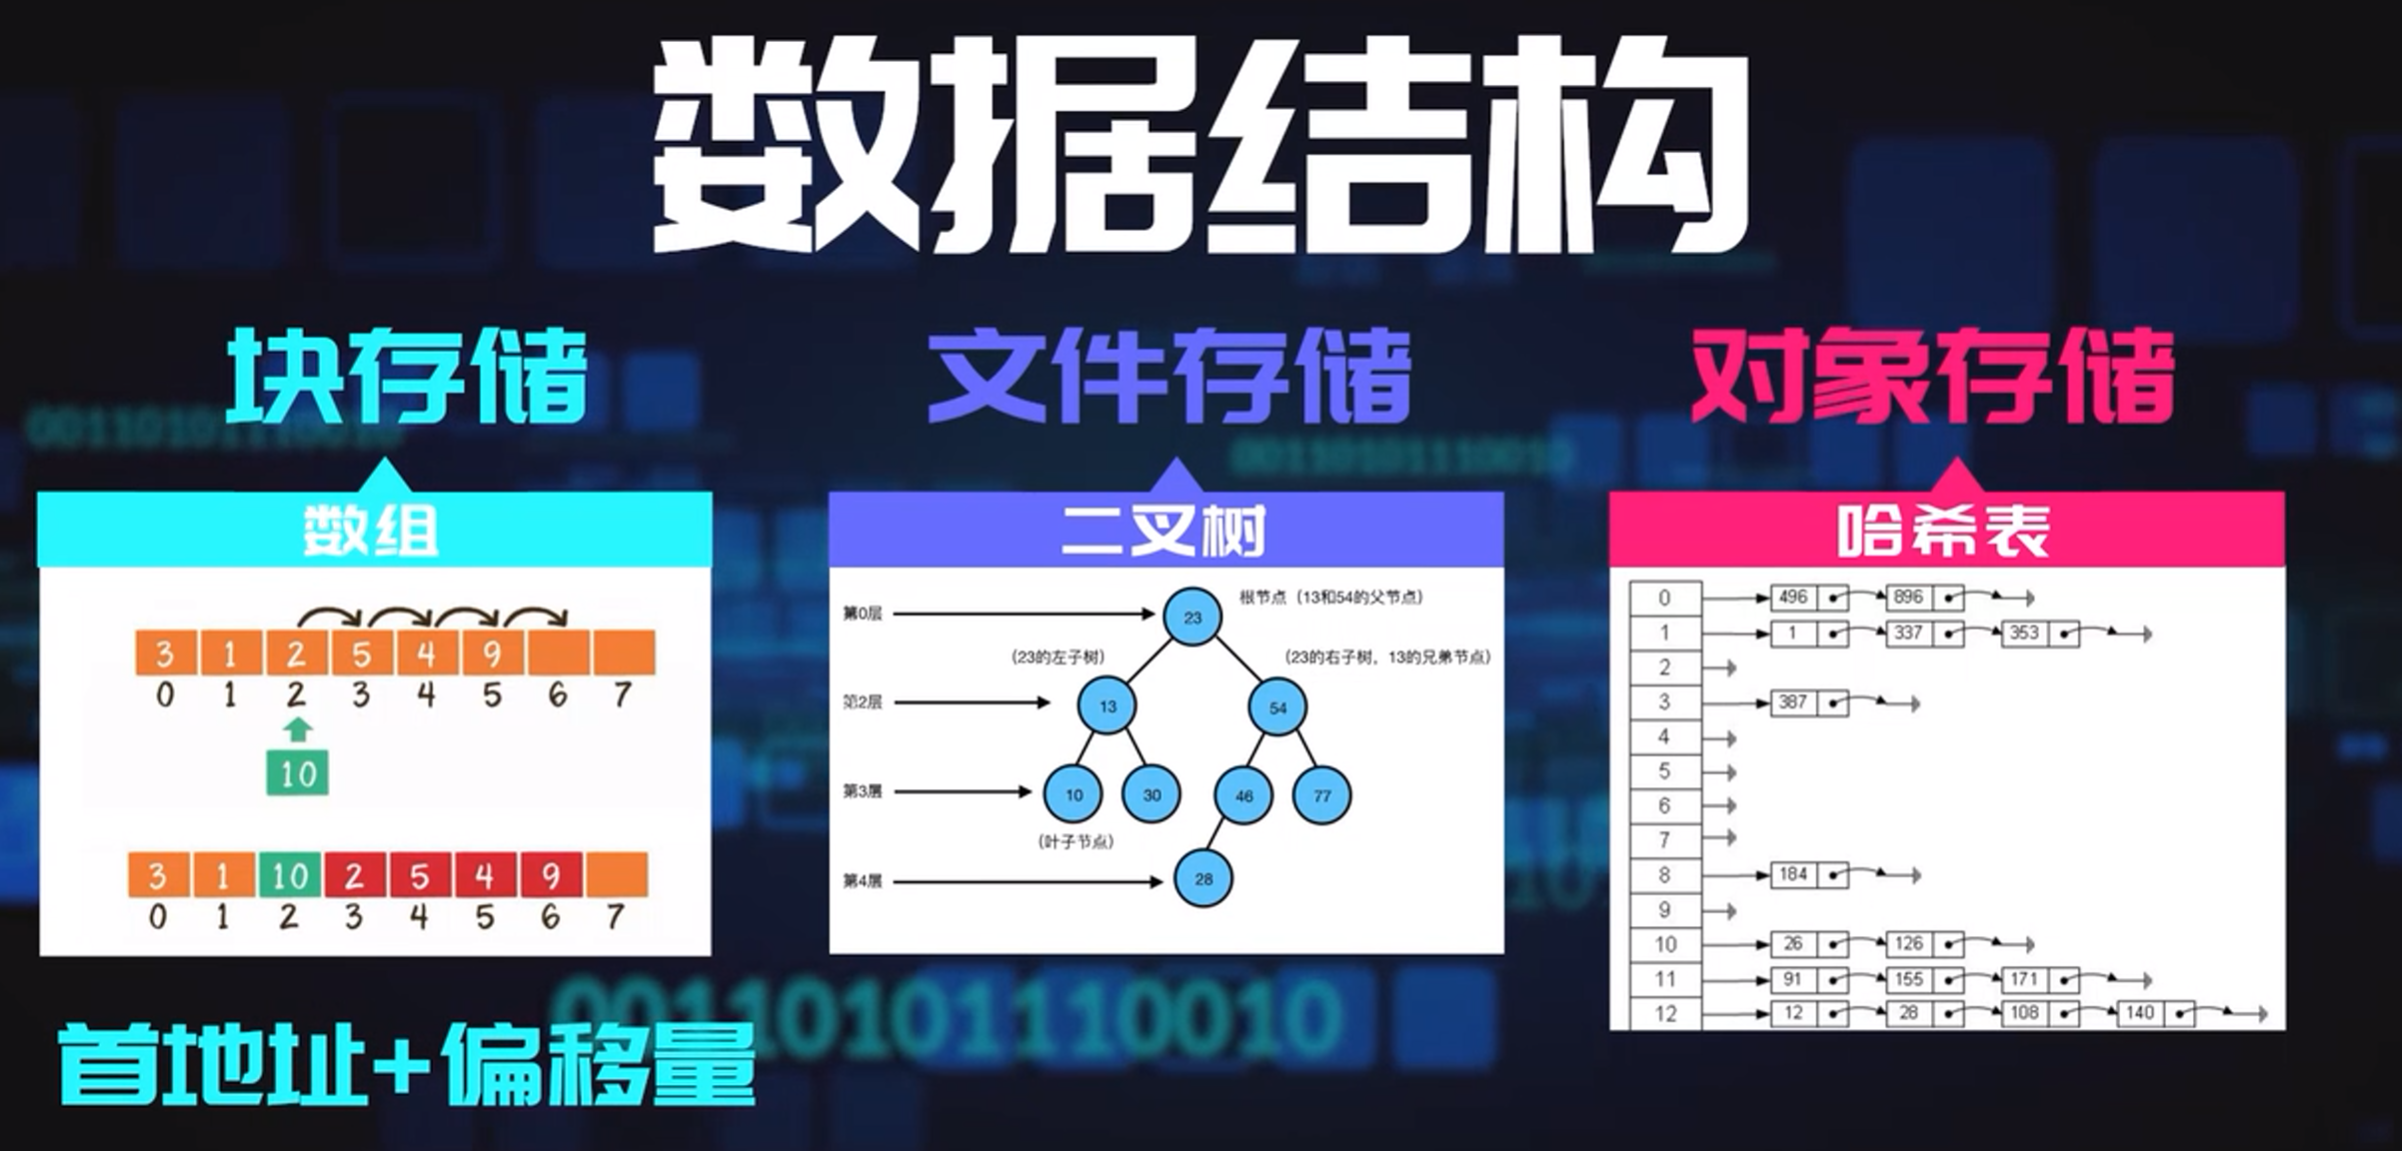 数据结构
块存储
文件存储
对象存储
数组
3 1 2 5 4 9
0 1 2 3 4 5 6 7
10
3 1 10 2 5 4 9
0 1 2 3 4 5 6 7
首地址+偏移量
二叉树
第0层
23
根节点（13和54的父节点）
（23的左子树）
（23的右子树，13的兄弟节点）
第2层
13
54
第3层
10
30
46
77
（叶子节点）
第4层
28
哈希表
0 496 896
1 1 337 353
2
3 387
4
5
6
7
8 184
9
10 26 126
11 91 155 171
12 12 28 108 140
00110101110010
00110101110010
00110101110010